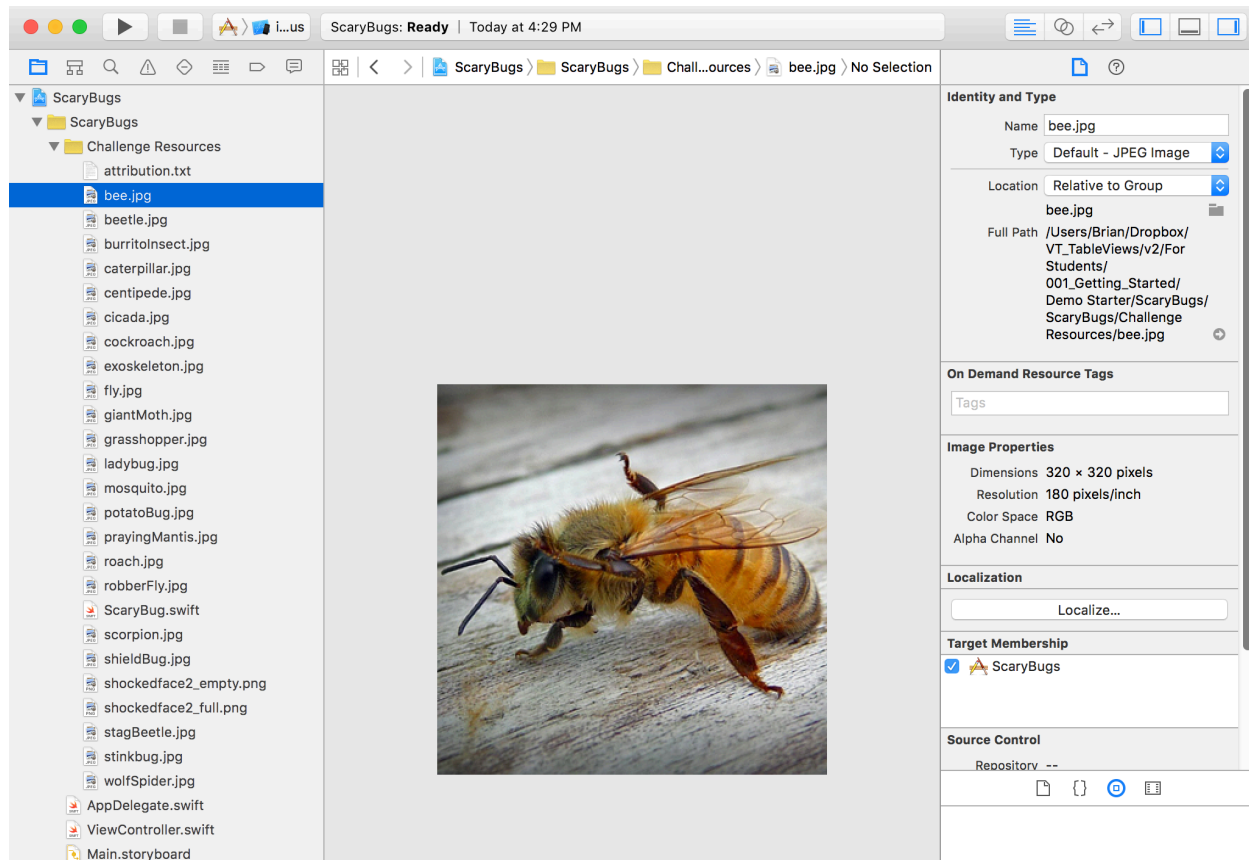 i...us
ScaryBugs: Ready | Today at 4:29 PM
ScaryBugs
ScaryBugs
Chall...ources
bee.jpg
No Selection
ScaryBugs
ScaryBugs
Challenge Resources
attribution.txt
bee.jpg
beetle.jpg
burritoInsect.jpg
caterpillar.jpg
centipede.jpg
cicada.jpg
cockroach.jpg
exoskeleton.jpg
fly.jpg
giantMoth.jpg
grasshopper.jpg
ladybug.jpg
mosquito.jpg
potatoBug.jpg
prayingMantis.jpg
roach.jpg
robberFly.jpg
ScaryBug.swift
scorpion.jpg
shieldBug.jpg
shockedface2_empty.png
shockedface2_full.png
stagBeetle.jpg
stinkbug.jpg
wolfSpider.jpg
AppDelegate.swift
ViewController.swift
Main.storyboard
Identity and Type
Name bee.jpg
Type Default - JPEG Image
Location Relative to Group
bee.jpg
Full Path /Users/Brian/Dropbox/
VT_TableViews/v2/For
Students/
001_Getting_Started/
Demo Starter/ScaryBugs/
ScaryBugs/Challenge
Resources/bee.jpg
On Demand Resource Tags
Tags
Image Properties
Dimensions 320 × 320 pixels
Resolution 180 pixels/inch
Color Space RGB
Alpha Channel No
Localization
Localize...
Target Membership
ScaryBugs
Source Control
Repository --